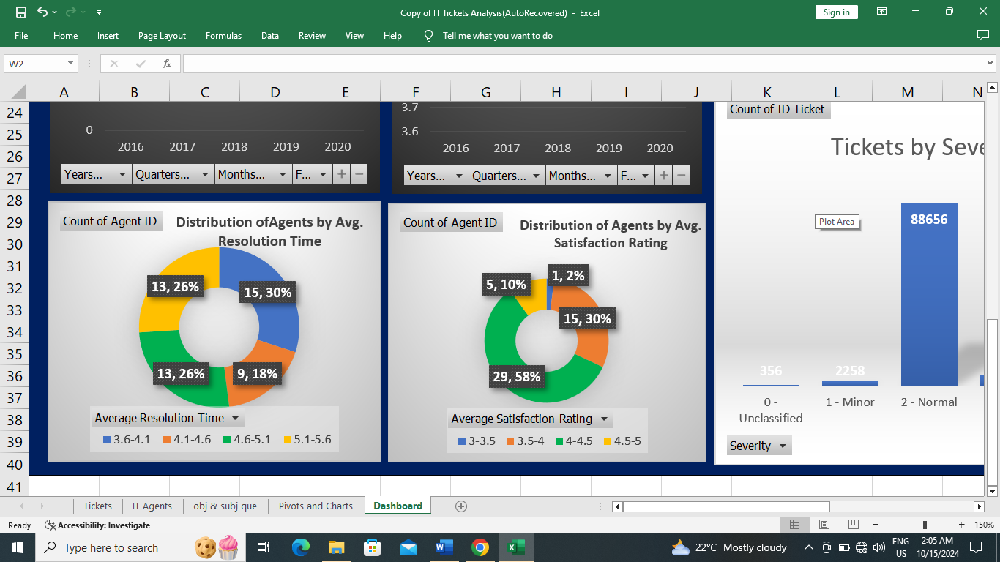 Copy of IT Tickets Analysis(AutoRecovered) - Excel
Sign in
File Home Insert Page Layout Formulas Data Review View Help Tell me what you want to do
W2
fx
A B C D E F G H I J K L M N
24
25
26
27
28
29
30
31
32
33
34
35
36
37
38
39
40
41
0
2016 2017 2018 2019 2020
Years... Quarters... Months... F... + −
3.7
3.6
2016 2017 2018 2019 2020
Years... Quarters... Months... F... + −
Count of Agent ID
Distribution ofAgents by Avg.
Resolution Time
13, 26%
15, 30%
13, 26%
9, 18%
Average Resolution Time
3.6-4.1 4.1-4.6 4.6-5.1 5.1-5.6
Count of Agent ID
Distribution of Agents by Avg.
Satisfaction Rating
5, 10%
1, 2%
15, 30%
29, 58%
Average Satisfaction Rating
3-3.5 3.5-4 4-4.5 4.5-5
Count of ID Ticket
Tickets by Seve
Plot Area
88656
356
2258
0 -
Unclassified
1 - Minor
2 - Normal
Severity
Tickets IT Agents obj & subj que Pivots and Charts Dashboard
Ready Accessibility: Investigate
150%
Type here to search
22°C Mostly cloudy
ENG
US
2:05 AM
10/15/2024